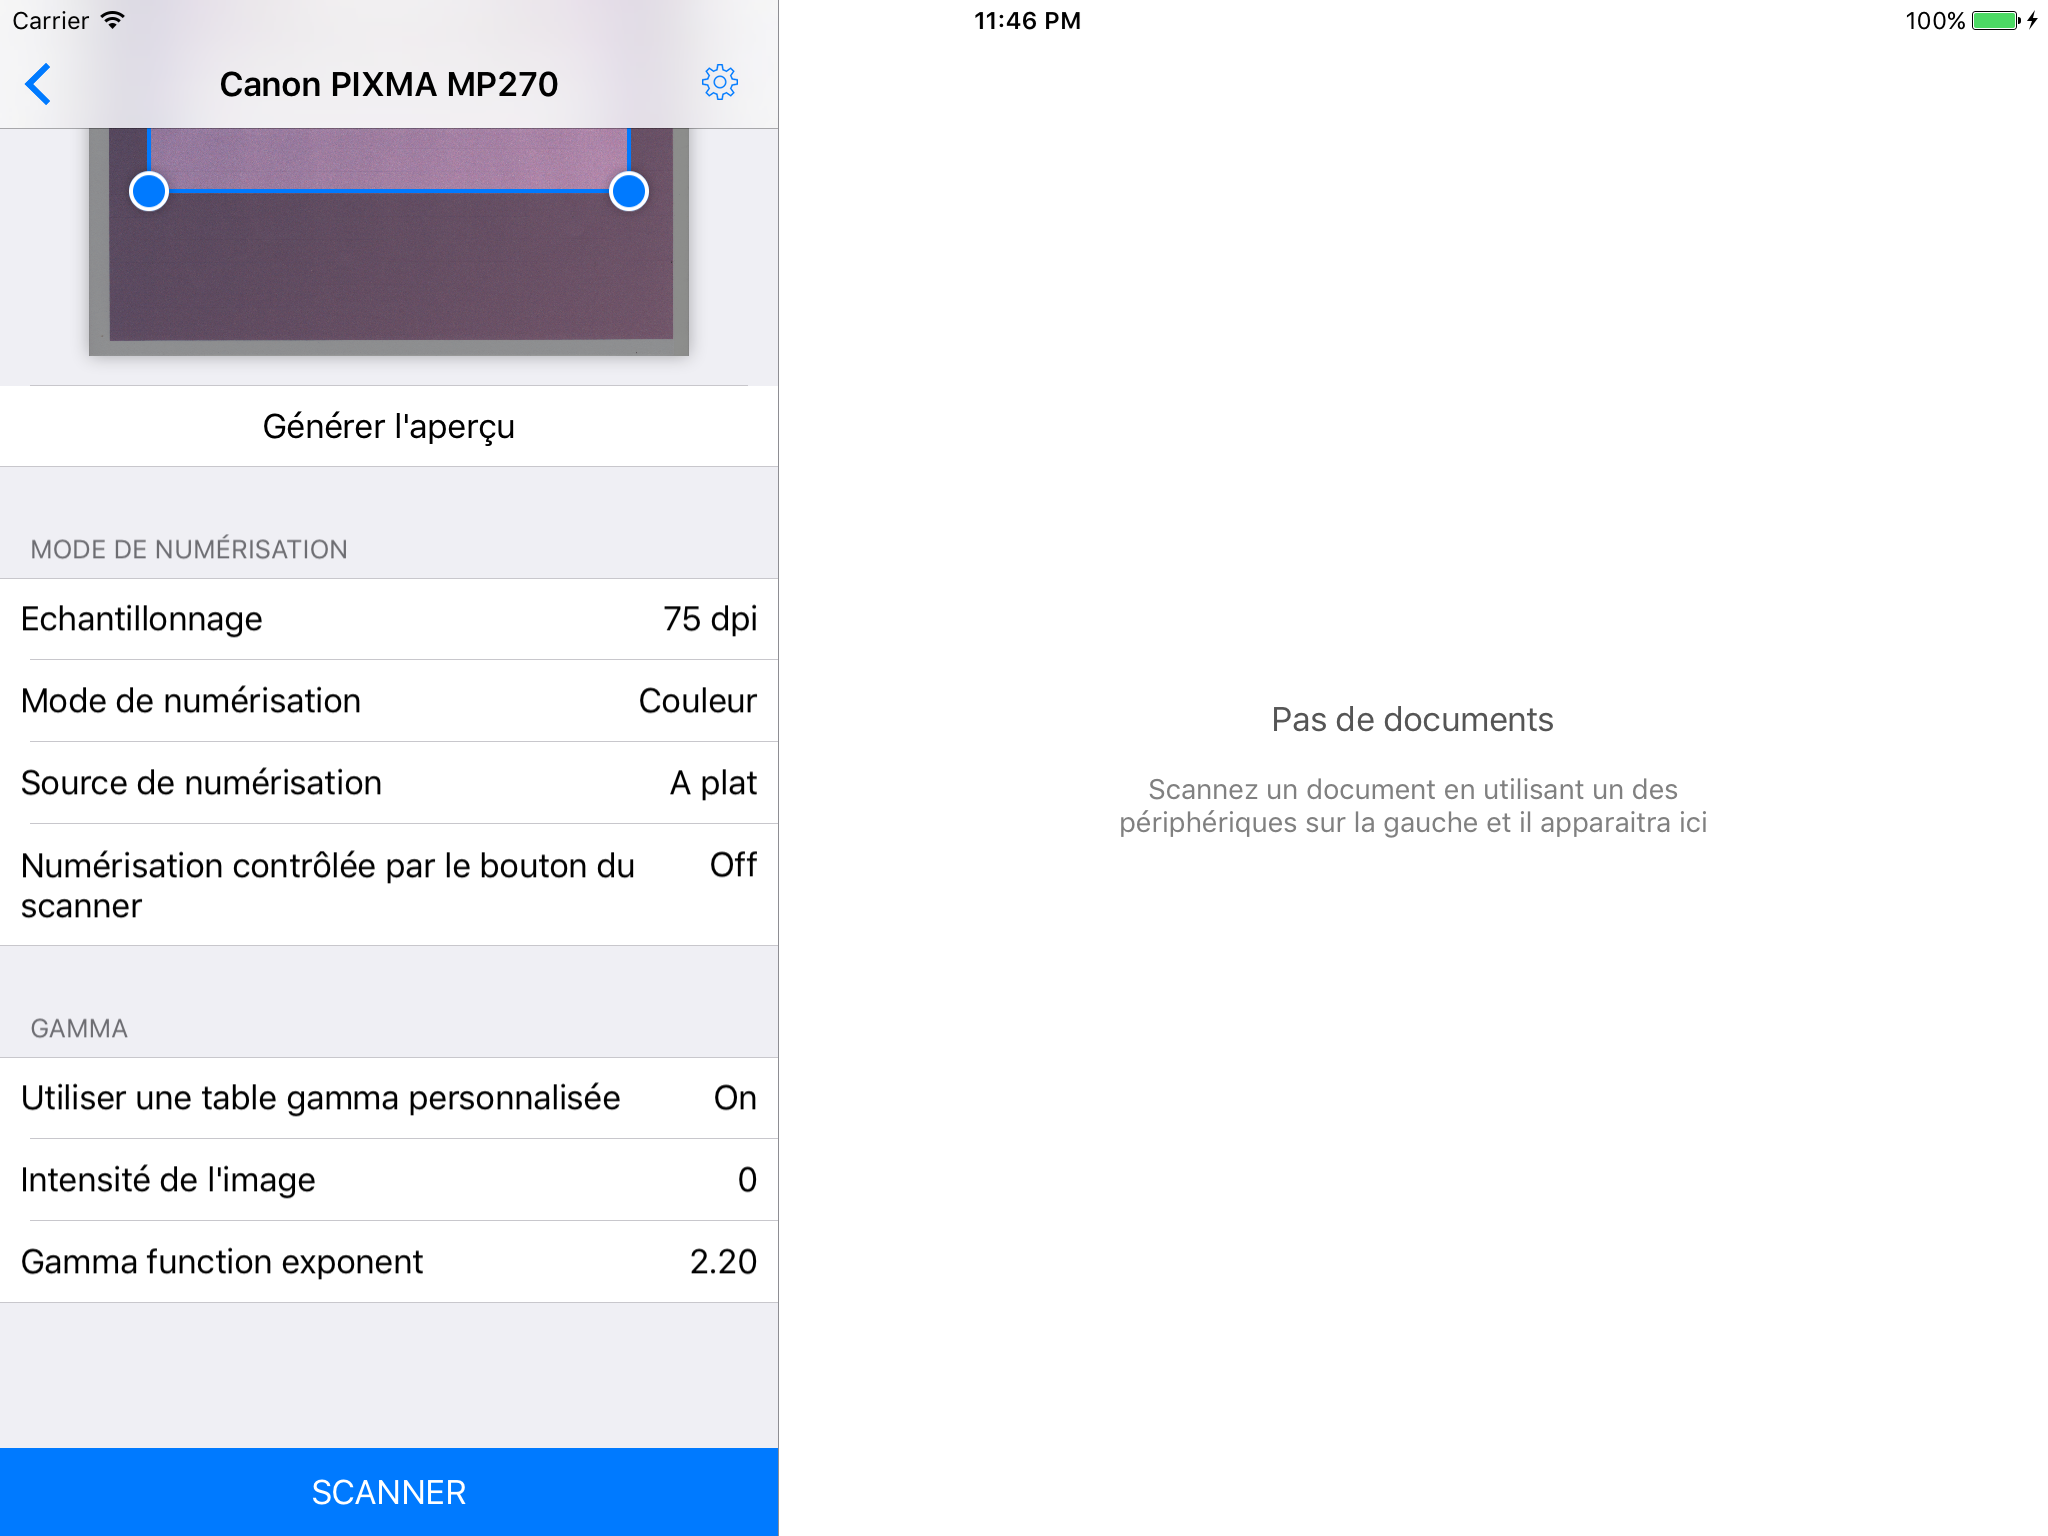 Carrier
11:46 PM
100%
Canon PIXMA MP270
Générer l'aperçu
MODE DE NUMÉRISATION
Echantillonnage 75 dpi
Mode de numérisation Couleur
Source de numérisation A plat
Numérisation contrôlée par le bouton du Off
scanner
GAMMA
Utiliser une table gamma personnalisée On
Intensité de l'image 0
Gamma function exponent 2.20
SCANNER
Pas de documents
Scannez un document en utilisant un des
périphériques sur la gauche et il apparaitra ici